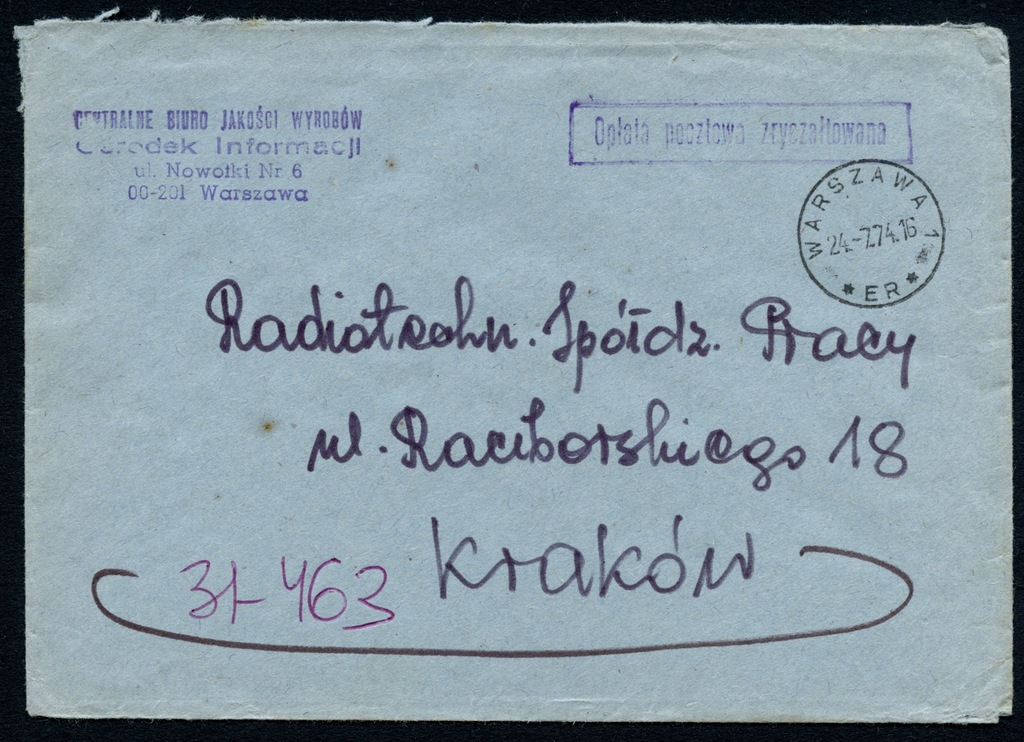 CENTRALNE BIURO JAKOŚCI WYROBÓW
Ośrodek Informacji
ul. Nowotki Nr 6
00-201 Warszawa
Opłata pocztowa zryczałtowana
WARSZAWA 1
24.-7.74.16
* ER *
Radiotechn. Spółdz. Pracy
ul. Raciborskiego 18
Kraków
31-463